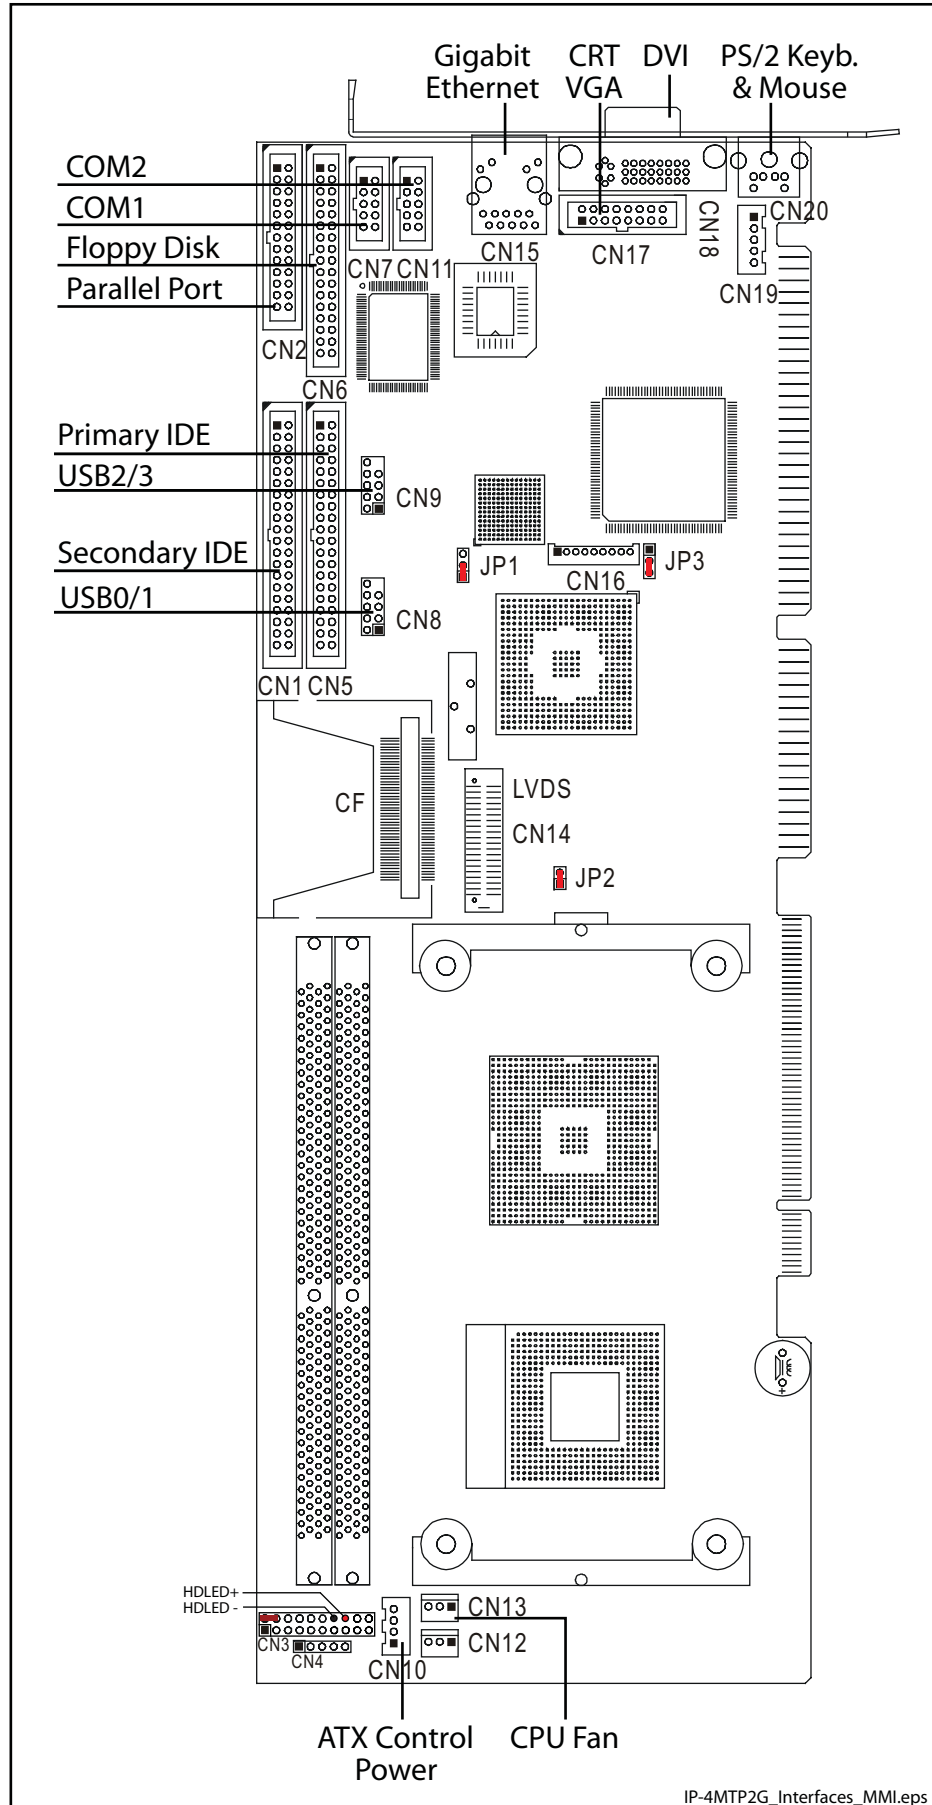 Gigabit
Ethernet
CRT
VGA
DVI
PS/2 Keyb.
& Mouse
COM2
COM1
Floppy Disk
Parallel Port
CN2
CN6
CN7
CN11
CN15
CN17
CN18
CN20
CN19
Primary IDE
USB2/3
Secondary IDE
USB0/1
CN9
CN8
JP1
CN16
JP3
CN1
CN5
CF
LVDS
CN14
JP2
+
HDLED+
HDLED -
CN3
CN4
CN10
CN13
CN12
ATX Control
Power
CPU Fan
IP-4MTP2G_Interfaces_MMI.eps